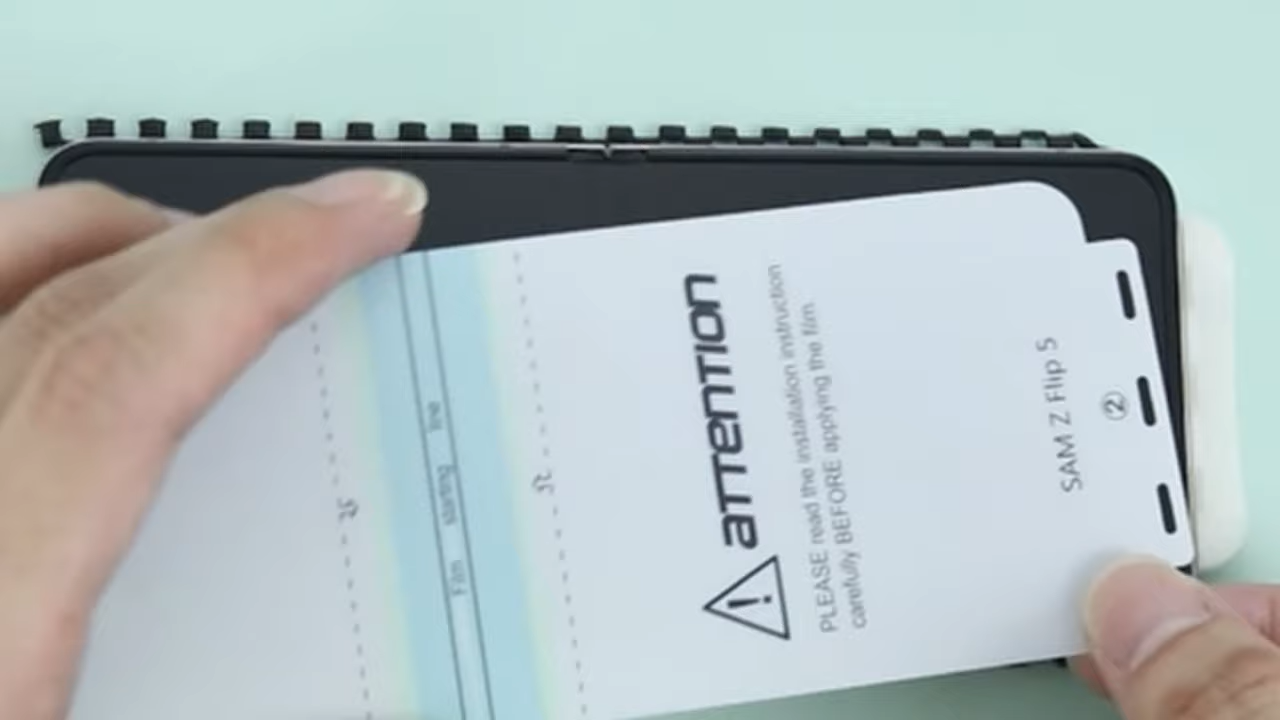 aTTenTIOn
PLEASE read the installation instruction
carefully BEFORE applying the film
SAM Z Flip 5
②
Film starting line